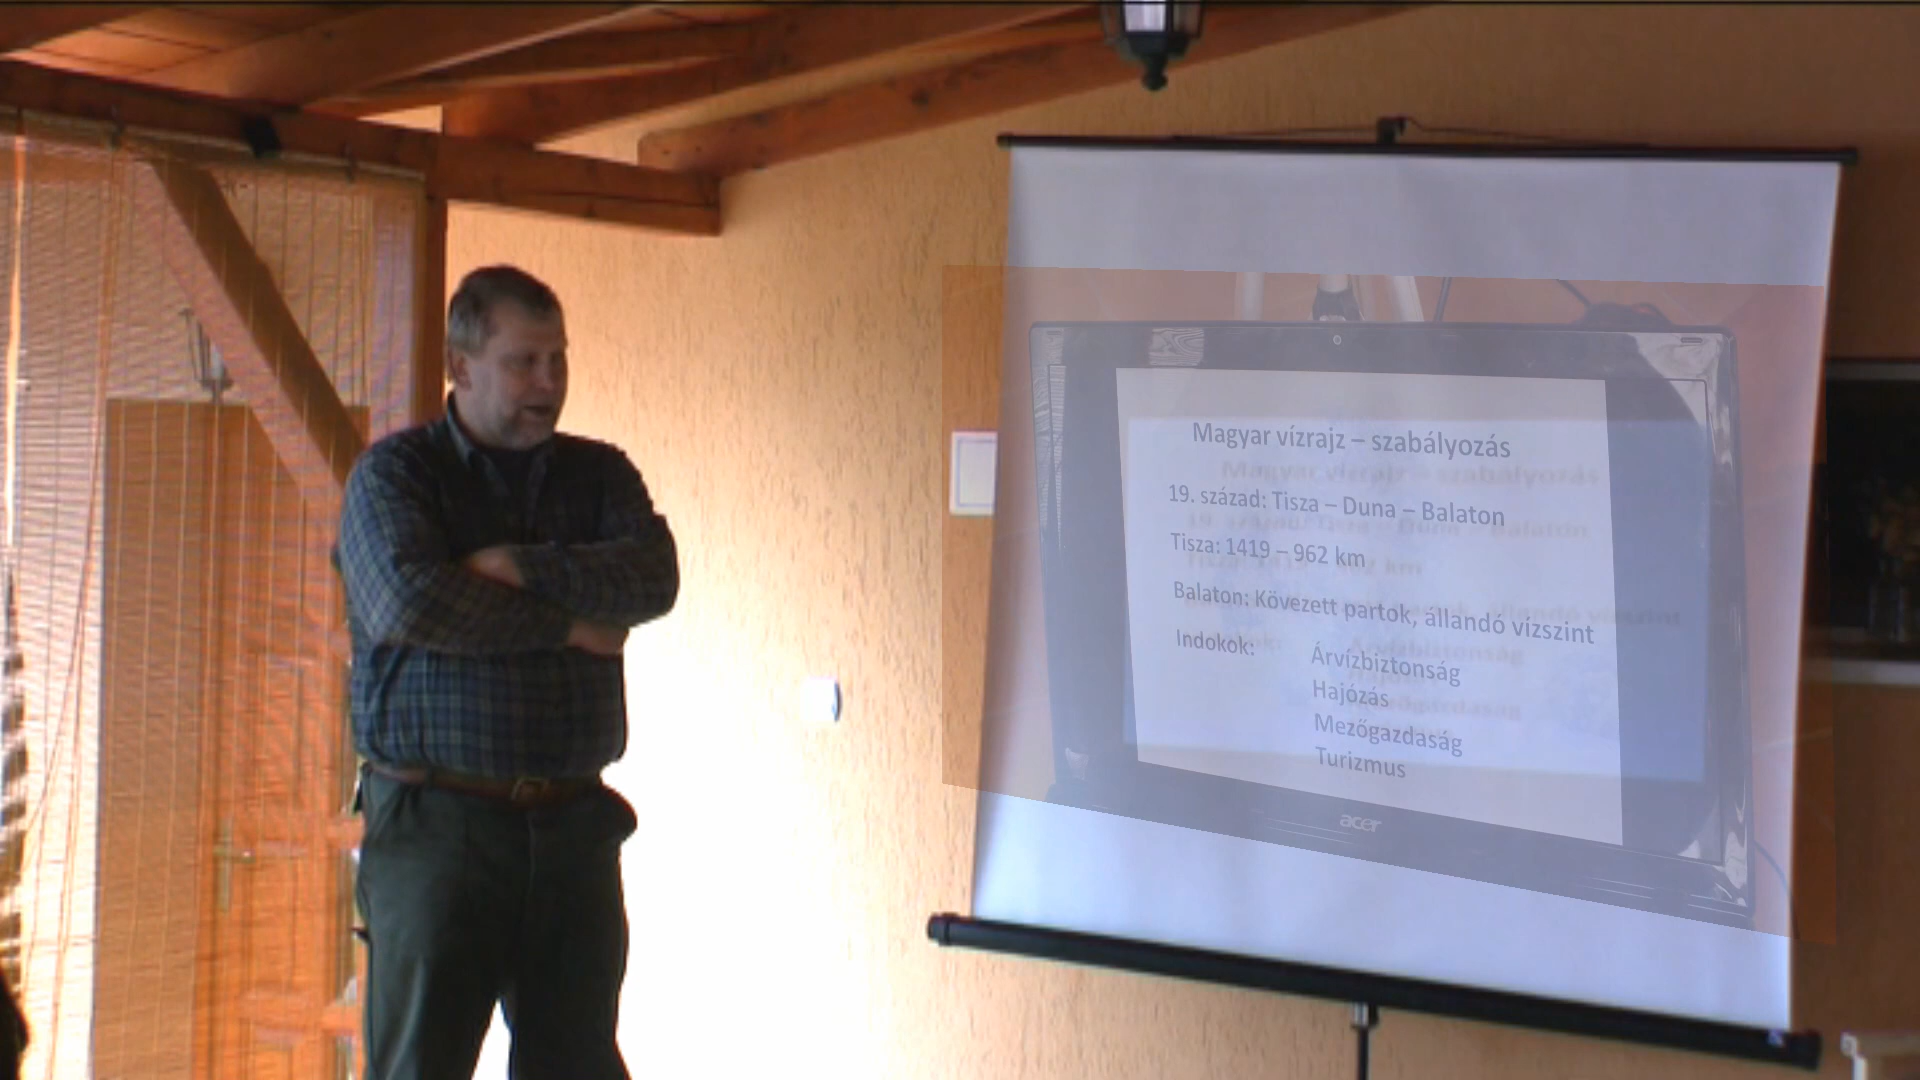 Magyar vízrajz – szabályozás
19. század: Tisza – Duna – Balaton
Tisza: 1419 – 962 km
Balaton: Kövezett partok, állandó vízszint
Indokok: Árvízbiztonság
Hajózás
Mezőgazdaság
Turizmus
acer